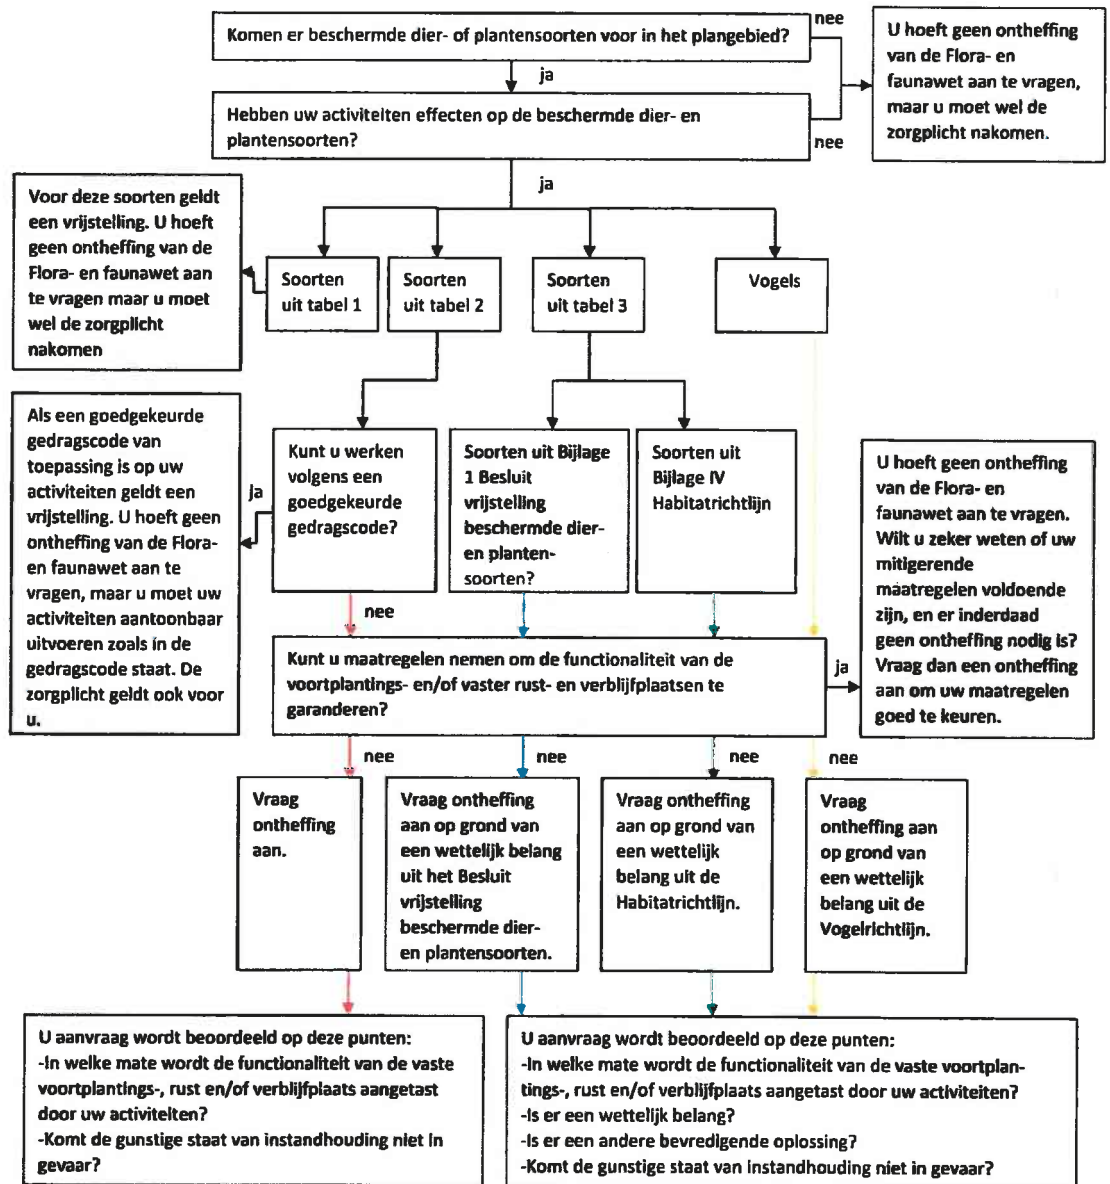 Komen er beschermde dier- of plantensoorten voor in het plangebied?
nee
U hoeft geen ontheffing
van de Flora- en
faunawet aan te vragen,
maar u moet wel de
zorgplicht nakomen.
ja
Hebben uw activiteiten effecten op de beschermde dier- en
plantensoorten?
nee
ja
Voor deze soorten geldt
een vrijstelling. U hoeft
geen ontheffing van de
Flora- en faunawet aan
te vragen maar u moet
wel de zorgplicht
nakomen
Soorten
uit tabel 1
Soorten
uit tabel 2
Soorten
uit tabel 3
Vogels
Als een goedgekeurde
gedragscode van
toepassing is op uw
activiteiten geldt een
vrijstelling. U hoeft geen
ontheffing van de Flora-
en faunawet aan te
vragen, maar u moet uw
activiteiten aantoonbaar
uitvoeren zoals in de
gedragscode staat. De
zorgplicht geldt ook voor
u.
ja
Kunt u werken
volgens een
goedgekeurde
gedragscode?
Soorten uit Bijlage
1 Besluit
vrijstelling
beschermde dier-
en planten-
soorten?
Soorten uit
Bijlage IV
Habitatrichtlijn
U hoeft geen ontheffing
van de Flora- en
faunawet aan te vragen.
Wilt u zeker weten of uw
mitigerende
maatregelen voldoende
zijn, en er inderdaad
geen ontheffing nodig is?
Vraag dan een ontheffing
aan om uw maatregelen
goed te keuren.
nee
Kunt u maatregelen nemen om de functionaliteit van de
voortplantings- en/of vaster rust- en verblijfplaatsen te
garanderen?
ja
nee
nee
nee
nee
Vraag
ontheffing
aan.
Vraag ontheffing
aan op grond van
een wettelijk belang
uit het Besluit
vrijstelling
beschermde dier-
en plantensoorten.
Vraag ontheffing
aan op grond van
een wettelijk
belang uit de
Habitatrichtlijn.
Vraag
ontheffing aan
op grond van
een wettelijk
belang uit de
Vogelrichtlijn.
U aanvraag wordt beoordeeld op deze punten:
-In welke mate wordt de functionaliteit van de vaste
voortplantings-, rust en/of verblijfplaats aangetast
door uw activiteiten?
-Komt de gunstige staat van instandhouding niet in
gevaar?
U aanvraag wordt beoordeeld op deze punten:
-In welke mate wordt de functionaliteit van de vaste voortplan-
tings-, rust en/of verblijfplaats aangetast door uw activiteiten?
-Is er een wettelijk belang?
-Is er een andere bevredigende oplossing?
-Komt de gunstige staat van instandhouding niet in gevaar?